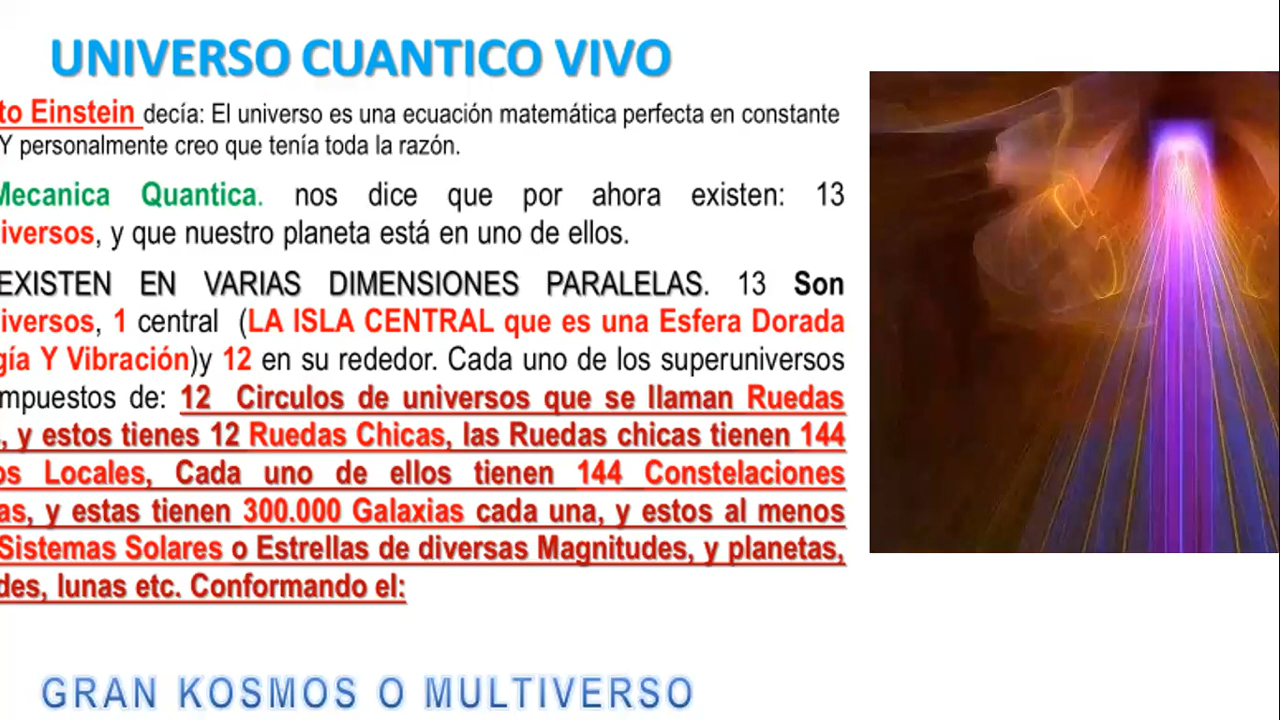 UNIVERSO CUANTICO VIVO
to Einstein decía: El universo es una ecuación matemática perfecta en constante
Y personalmente creo que tenía toda la razón.
Mecanica Quantica. nos dice que por ahora existen: 13
iversos, y que nuestro planeta está en uno de ellos.
EXISTEN EN VARIAS DIMENSIONES PARALELAS. 13 Son
iversos, 1 central (LA ISLA CENTRAL que es una Esfera Dorada
gía Y Vibración)y 12 en su rededor. Cada uno de los superuniversos
mpuestos de: 12 Circulos de universos que se llaman Ruedas
, y estos tienes 12 Ruedas Chicas, las Ruedas chicas tienen 144
os Locales, Cada uno de ellos tienen 144 Constelaciones
as, y estas tienen 300.000 Galaxias cada una, y estos al menos
Sistemas Solares o Estrellas de diversas Magnitudes, y planetas,
des, lunas etc. Conformando el:
GRAN KOSMOS O MULTIVERSO